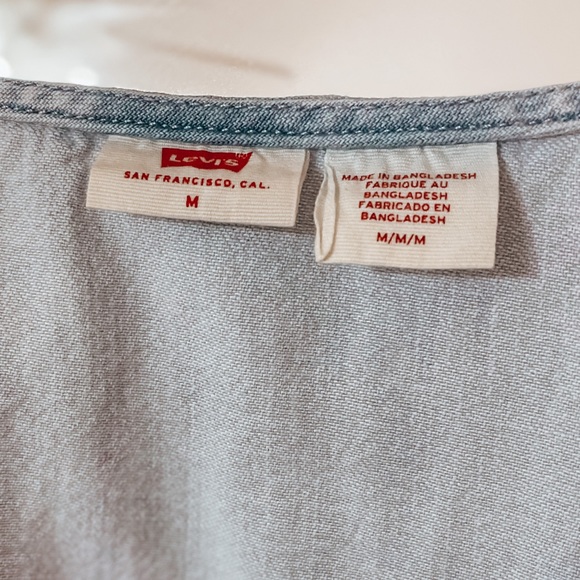 Levi's
SAN FRANCISCO, CAL.
M
MADE IN BANGLADESH
FABRIQUE AU
BANGLADESH
FABRICADO EN
BANGLADESH
M/M/M